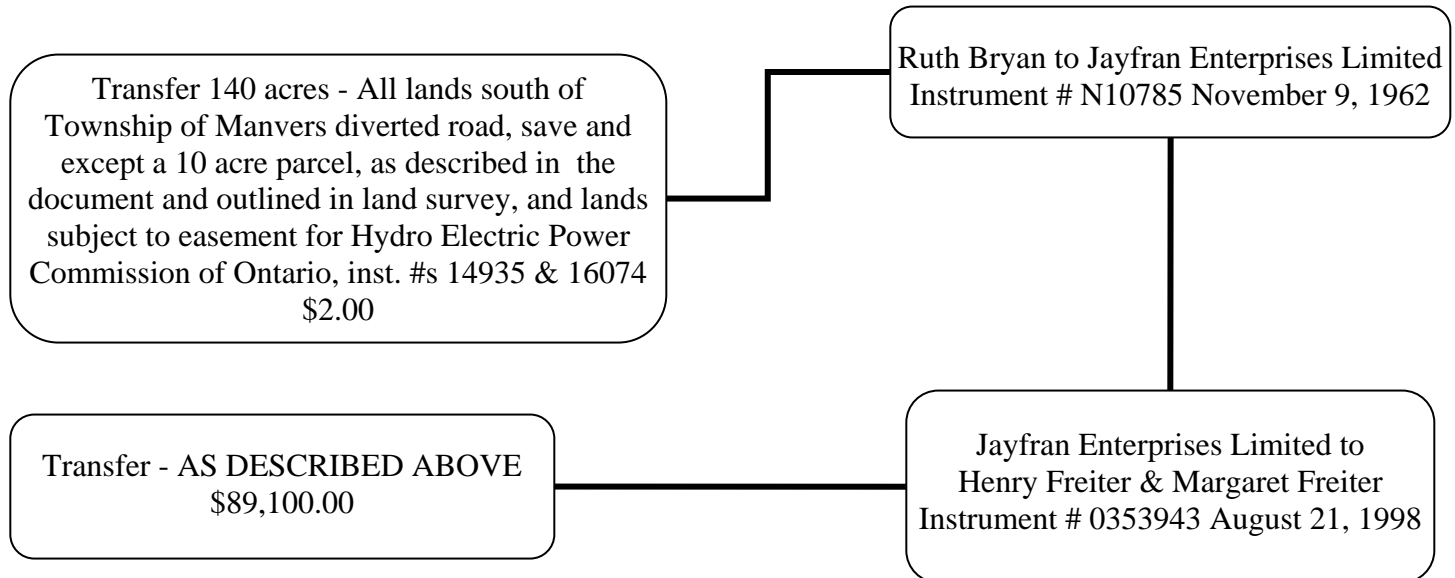 Ruth Bryan to Jayfran Enterprises Limited
Instrument # N10785 November 9, 1962
Transfer 140 acres - All lands south of
Township of Manvers diverted road, save and
except a 10 acre parcel, as described in the
document and outlined in land survey, and lands
subject to easement for Hydro Electric Power
Commission of Ontario, inst. #s 14935 & 16074
$2.00
Jayfran Enterprises Limited to
Henry Freiter & Margaret Freiter
Instrument # 0353943 August 21, 1998
Transfer - AS DESCRIBED ABOVE
$89,100.00